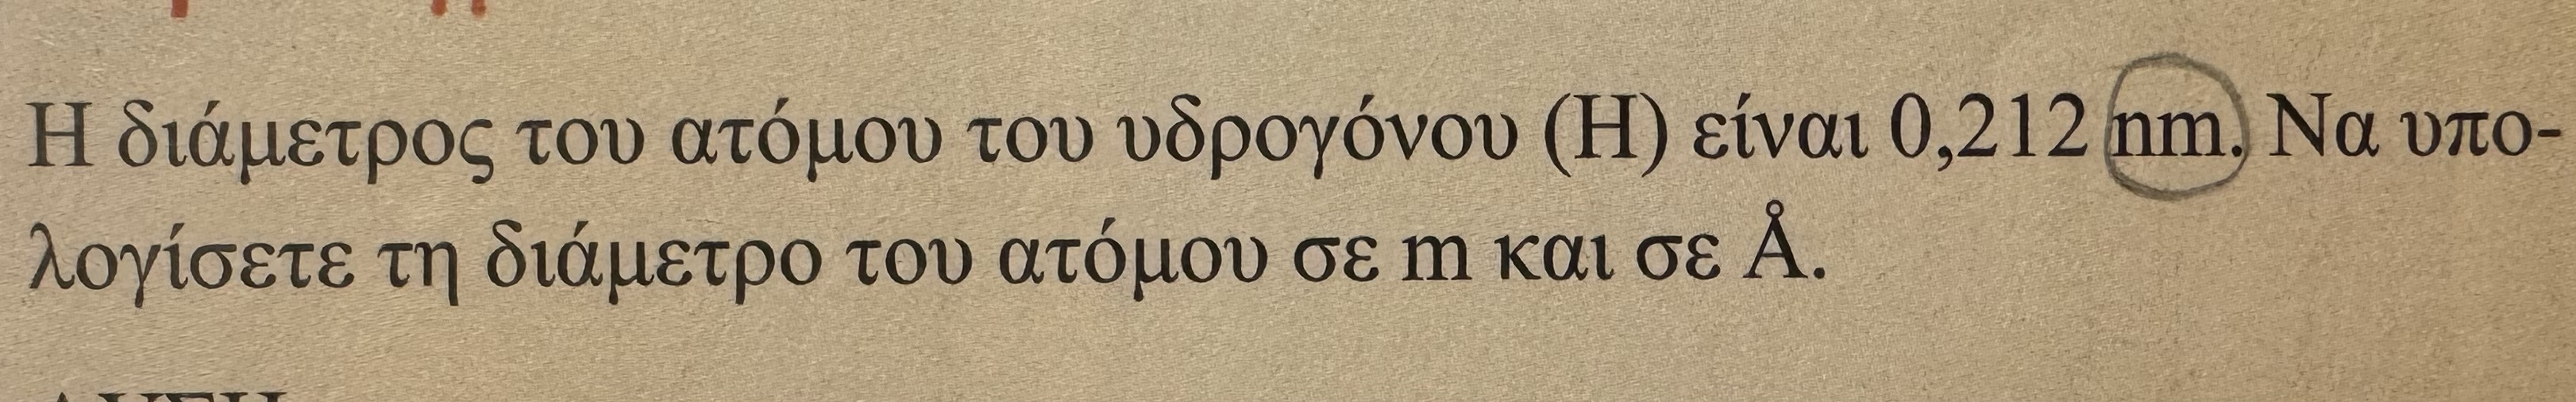 Η διάμετρος του ατόμου του υδρογόνου (Η) είναι 0,212 nm. Να υπο-
λογίσετε τη διάμετρο του ατόμου σε m και σε Å.